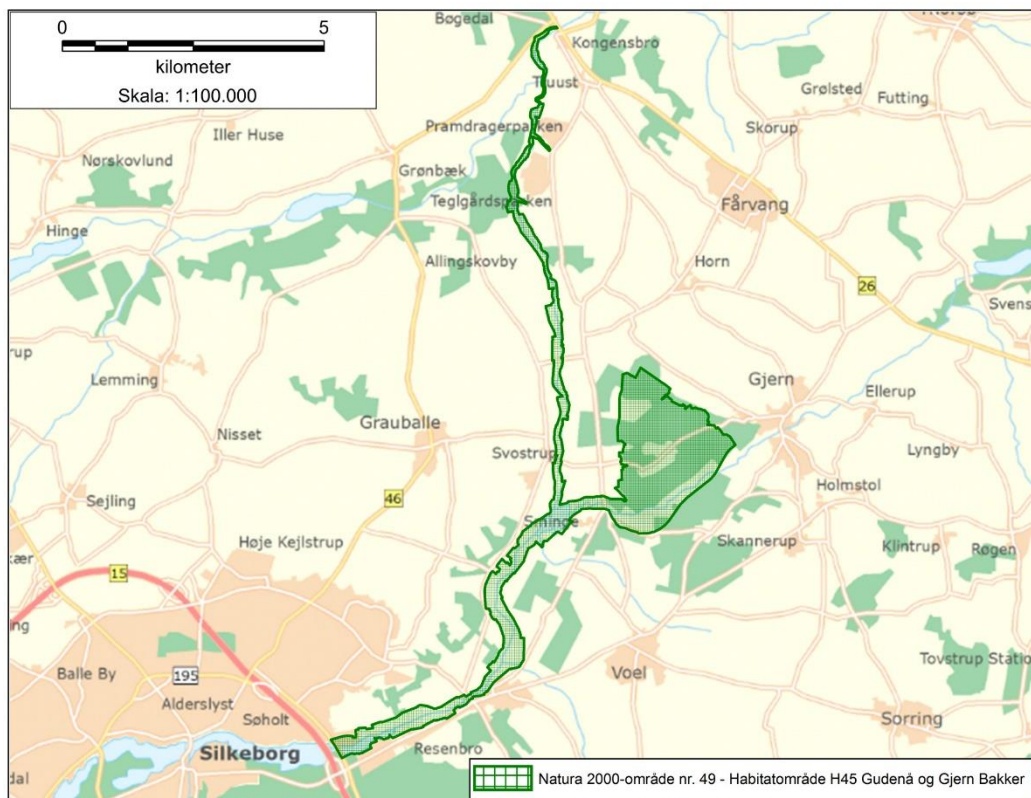 0 5
kilometer
Skala: 1:100.000
Bøgedal
Kongensbro
Truust
Grølsted
Futting
Iller Huse
Pramdragerparken
Skorup
Nørskovlund
Grønbæk
Teglgårdsparken
Fårvang
Hinge
Allingskovby
Horn
26
Svens
rup
Lemming
Gjern
Ellerup
Grauballe
Nisset
Svostrup
Lyngby
Sejling
46
Holmstol
Sminge
Høje Kejlstrup
Skannerup
Klintrup
Røgen
kær
15
ng
Balle By
195
Voel
Tovstrup Statio
Alderslyst
Søholt
Sorring
Silkeborg
Resenbro
dal
Natura 2000-område nr. 49 - Habitatområde H45 Gudenå og Gjern Bakker